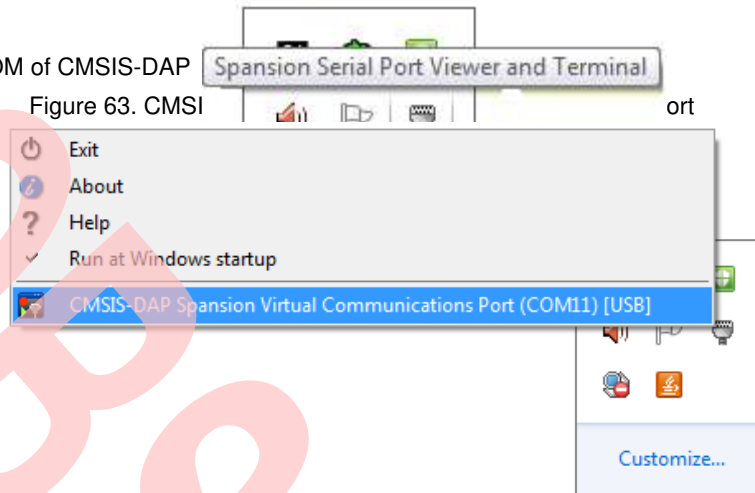 OM of CMSIS-DAP
Spansion Serial Port Viewer and Terminal
Figure 63. CMSI ort
Exit
About
Help
Run at Windows startup
CMSIS-DAP Spansion Virtual Communications Port (COM11) [USB]
Customize...